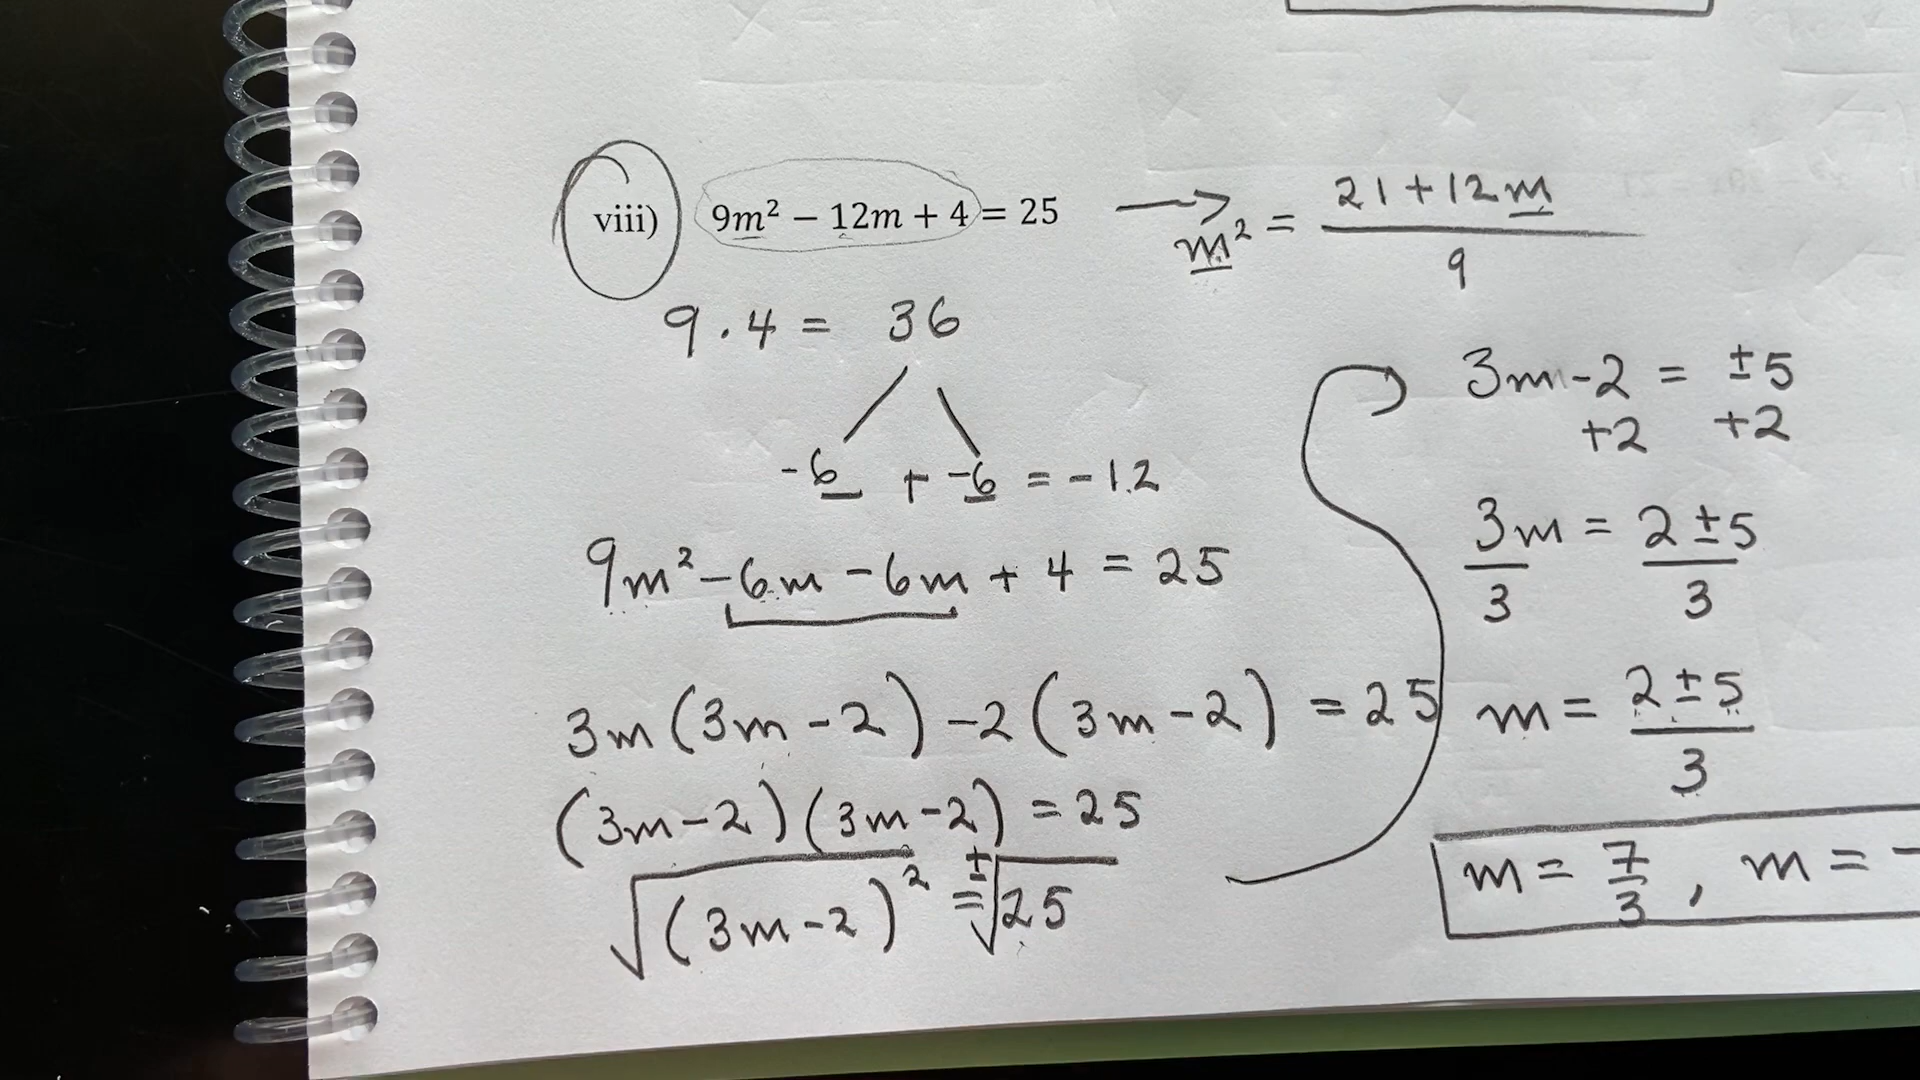 viii) 9m² − 12m + 4 = 25 → m² = 21 + 12m / 9
9 . 4 = 36
-6 + -6 = -12
9m² - 6m - 6m + 4 = 25
3m (3m - 2) - 2 (3m - 2) = 25
(3m - 2) (3m - 2) = 25
√(3m - 2)² = ±√25
3m - 2 = ±5
+2 +2
3m / 3 = 2 ± 5 / 3
m = 2 ± 5 / 3
m = 7/3 , m = -